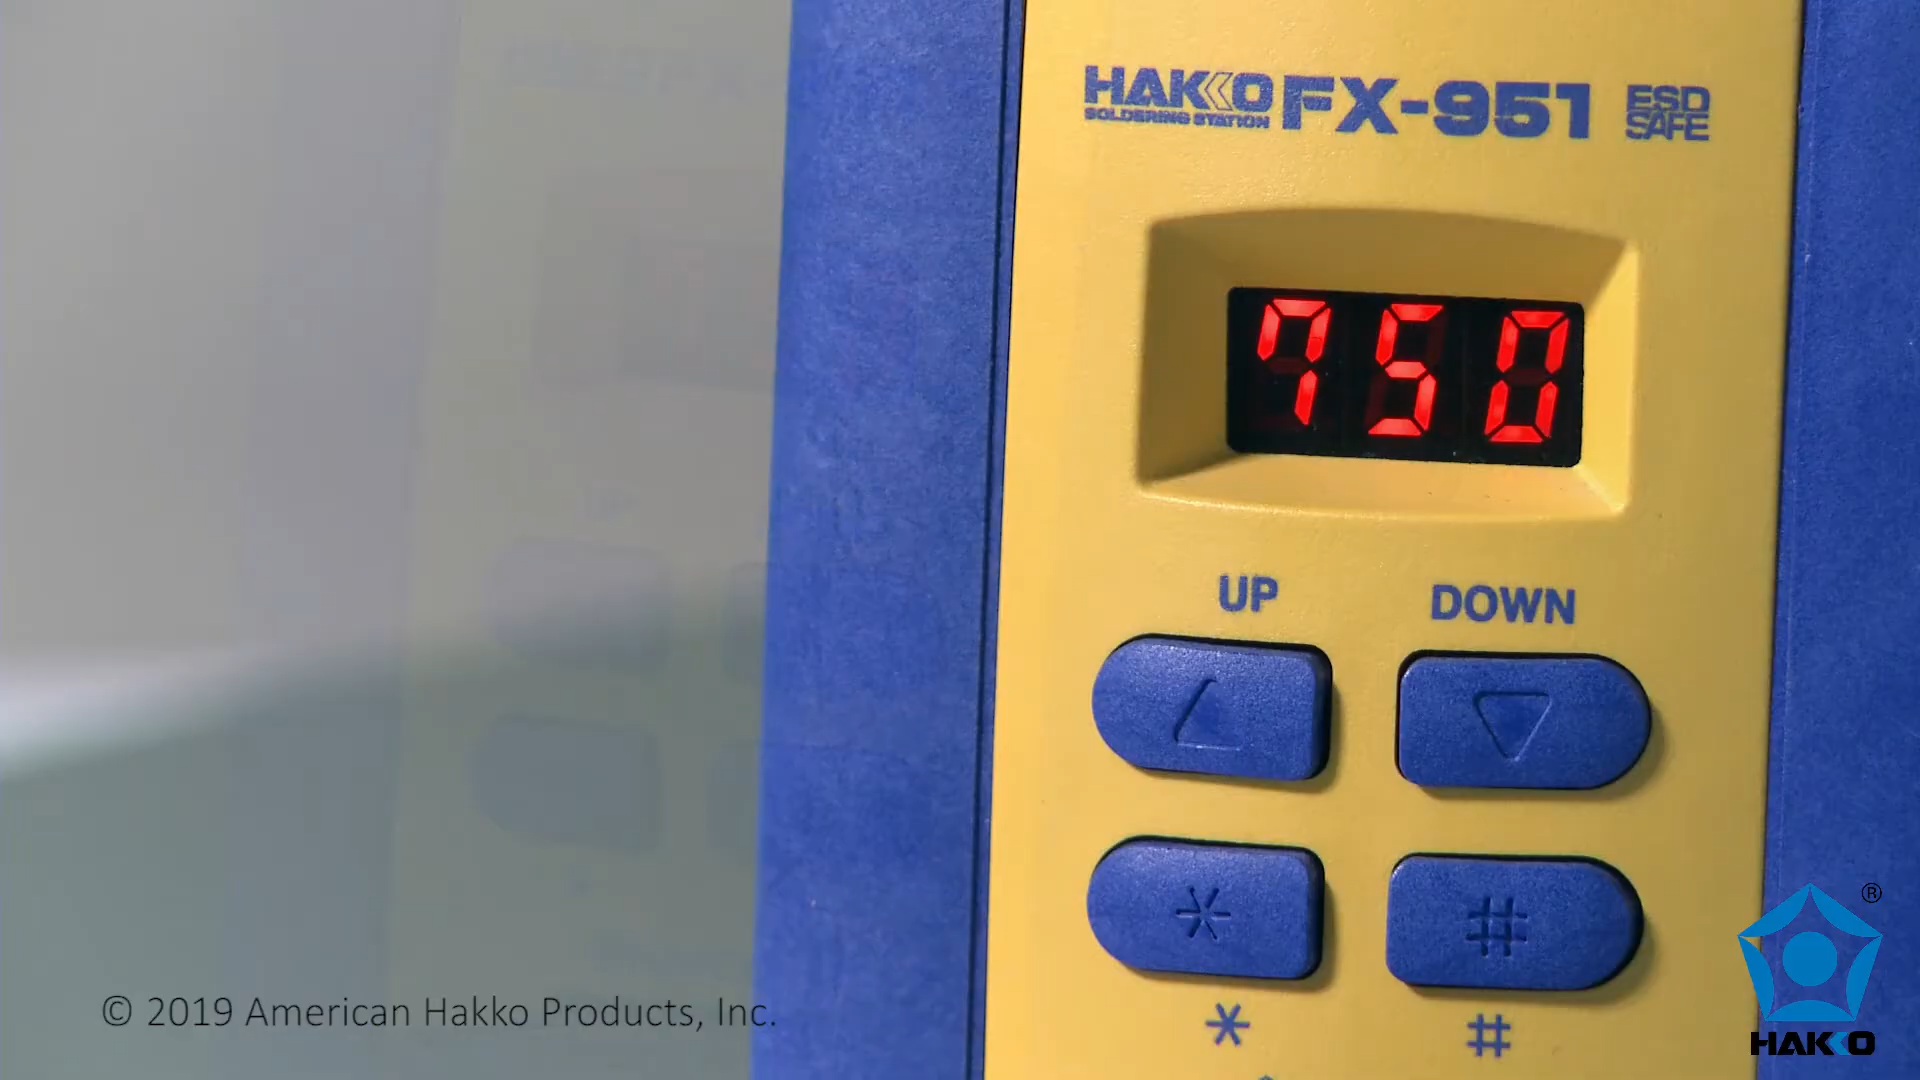 HAKKO FX-951 ESD
SOLDERING STATION SAFE
750
UP DOWN
* #
* #
®
HAKKO
© 2019 American Hakko Products, Inc.